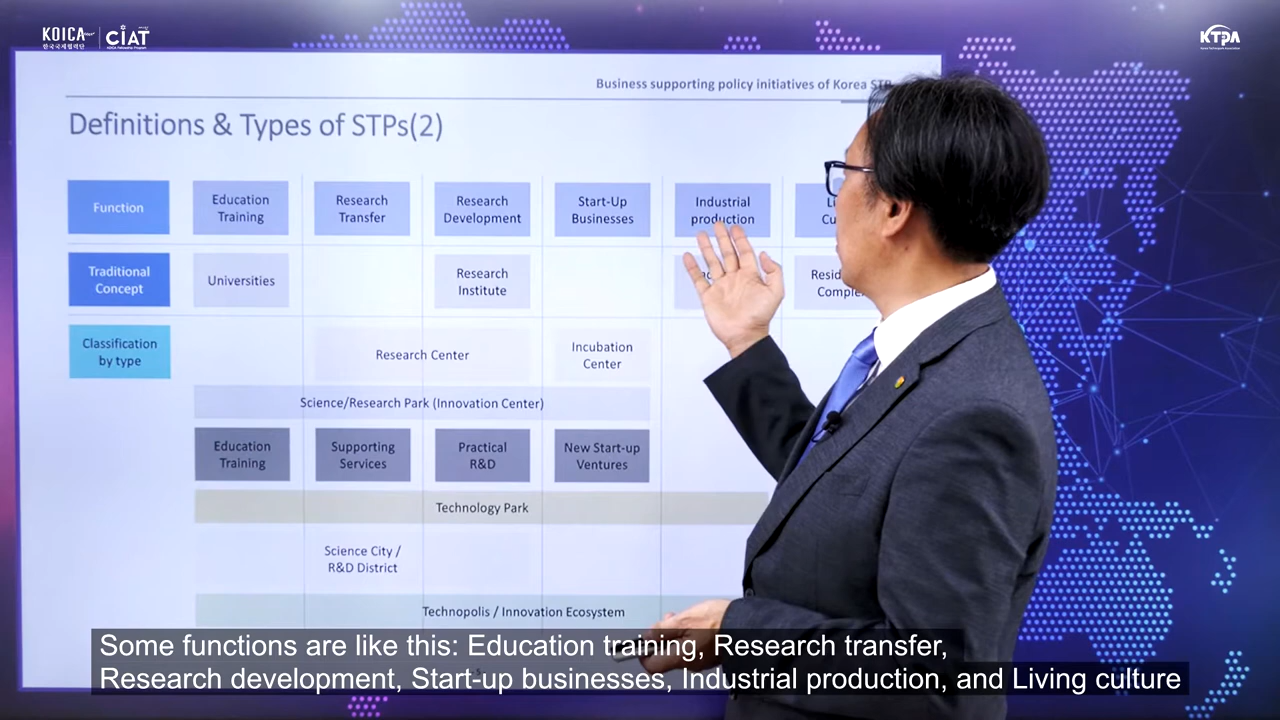 KOICA
한국국제협력단
CIAT
KOICA Fellowship Program
KTPA
Korea Technopark Association
Business supporting policy initiatives of Korea
Definitions & Types of STPs(2)
Function
Education
Training
Research
Transfer
Research
Development
Start-Up
Businesses
Industrial
production
Traditional
Concept
Universities
Research
Institute
Classification
by type
Research Center
Incubation
Center
Science/Research Park (Innovation Center)
Education
Training
Supporting
Services
Practical
R&D
New Start-up
Ventures
Technology Park
Science City /
R&D District
Technopolis / Innovation Ecosystem
Some functions are like this: Education training, Research transfer,
Research development, Start-up businesses, Industrial production, and Living culture